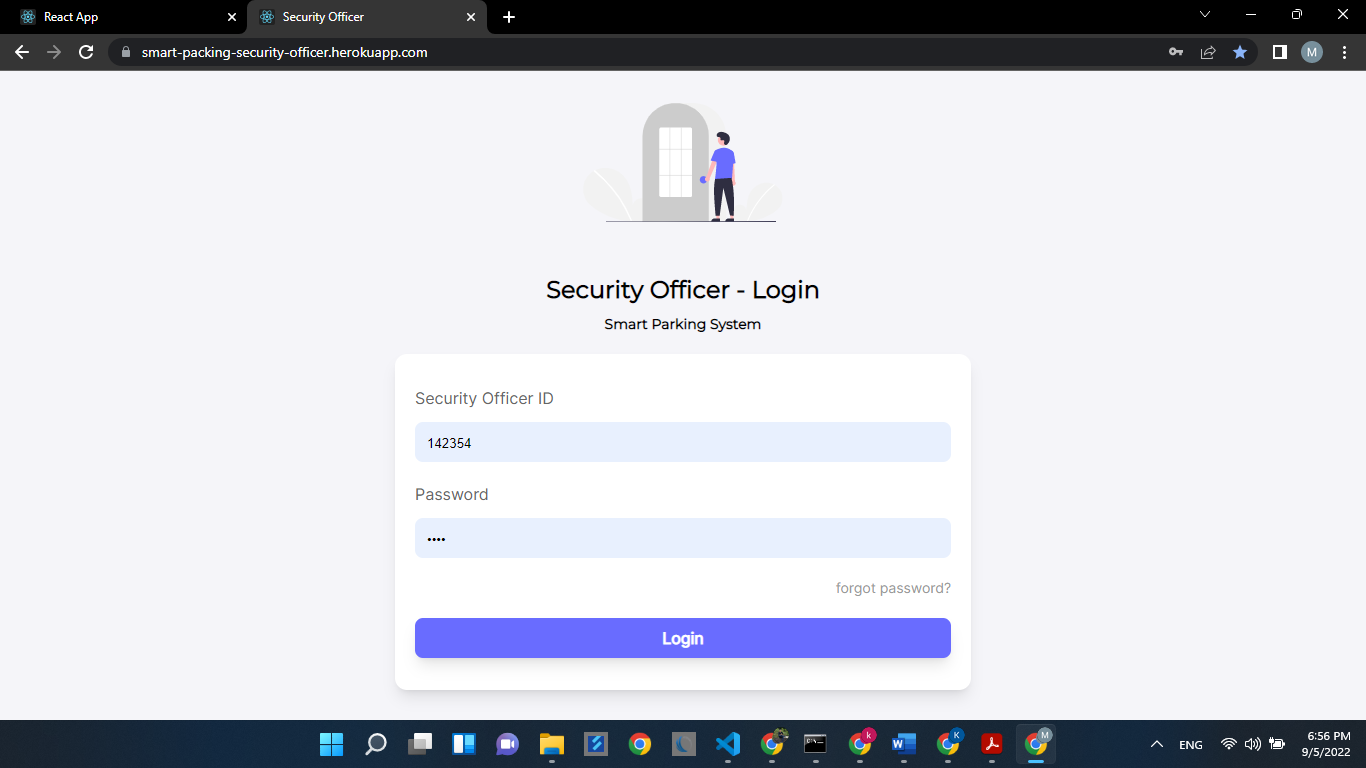 React App
Security Officer
smart-packing-security-officer.herokuapp.com
M
Security Officer - Login
Smart Parking System
Security Officer ID
142354
Password
••••
forgot password?
Login
k
K
M
ENG
6:56 PM
9/5/2022